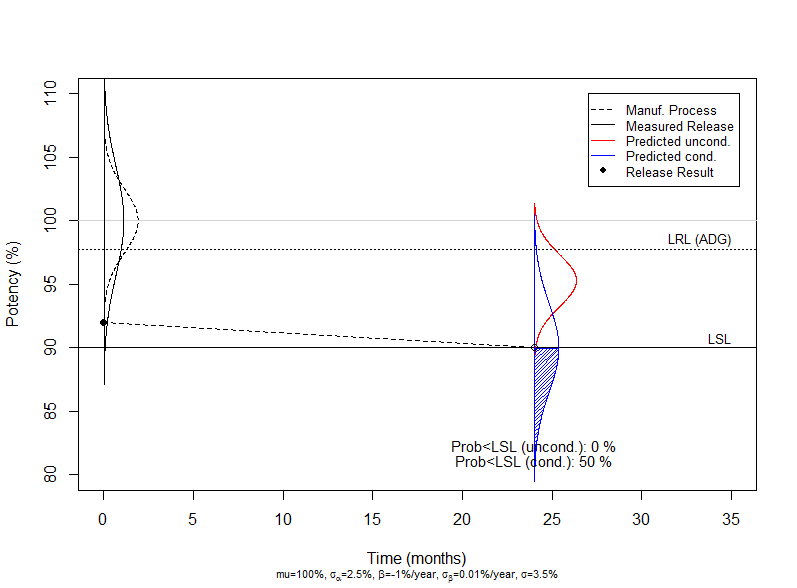 Manuf. Process
Measured Release
Predicted uncond.
Predicted cond.
Release Result
LRL (ADG)
LSL
Prob<LSL (uncond.): 0 %
Prob<LSL (cond.): 50 %
Potency (%)
110
105
100
95
90
85
80
0 5 10 15 20 25 30 35
Time (months)
mu=100%, σα=2.5%, β=-1%/year, σβ=0.01%/year, σ=3.5%